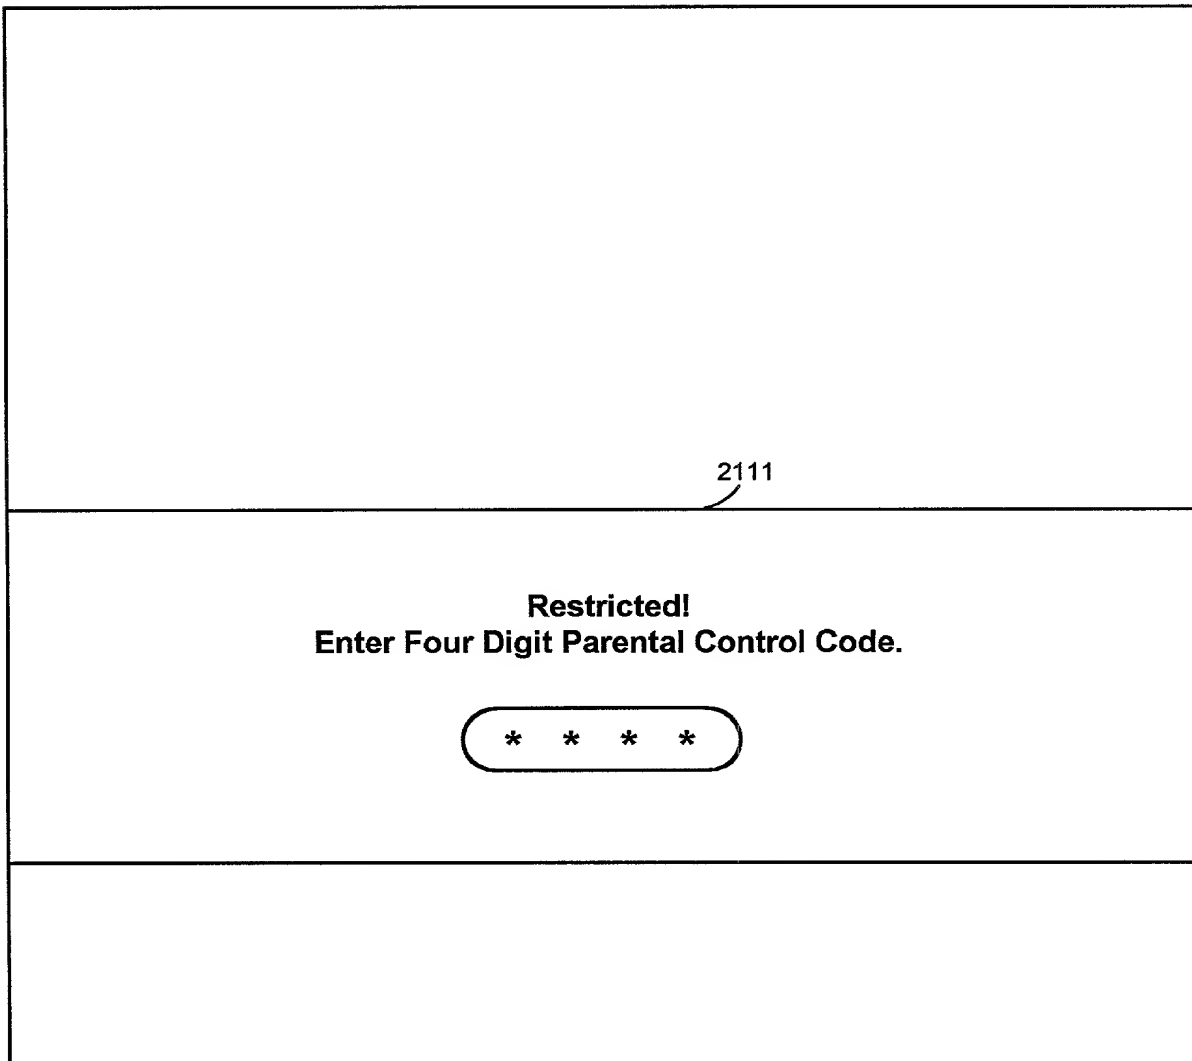 2111
Restricted!
Enter Four Digit Parental Control Code.
* * * *